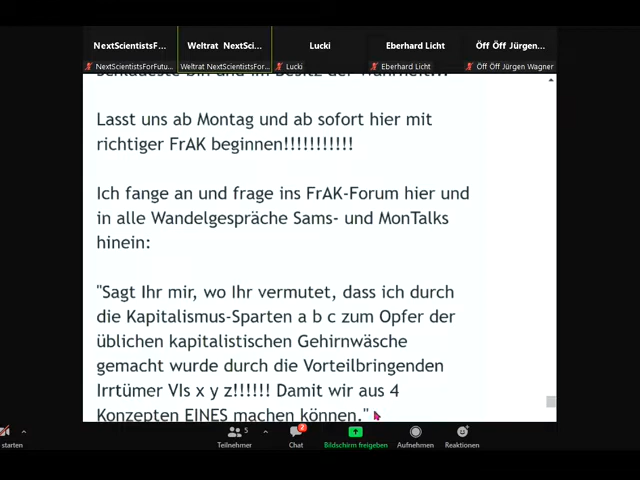 NextScientistsF...
Weltrat NextSci...
Lucki
Eberhard Licht
Öff Öff Jürgen...
NextScientistsForFutu...
Weltrat NextScientistsFor...
Lucki
Eberhard Licht
Öff Öff Jürgen Wagner
Lasst uns ab Montag und ab sofort hier mit
richtiger FrAK beginnen!!!!!!!!!!!
Ich fange an und frage ins FrAK-Forum hier und
in alle Wandelgespräche Sams- und MonTalks
hinein:
"Sagt Ihr mir, wo Ihr vermutet, dass ich durch
die Kapitalismus-Sparten a b c zum Opfer der
üblichen kapitalistischen Gehirnwäsche
gemacht wurde durch die Vorteilbringenden
Irrtümer VIs x y z!!!!!! Damit wir aus 4
Konzepten EINES machen können."
starten
Teilnehmer
5
Chat
2
Bildschirm freigeben
Aufnehmen
Reaktionen